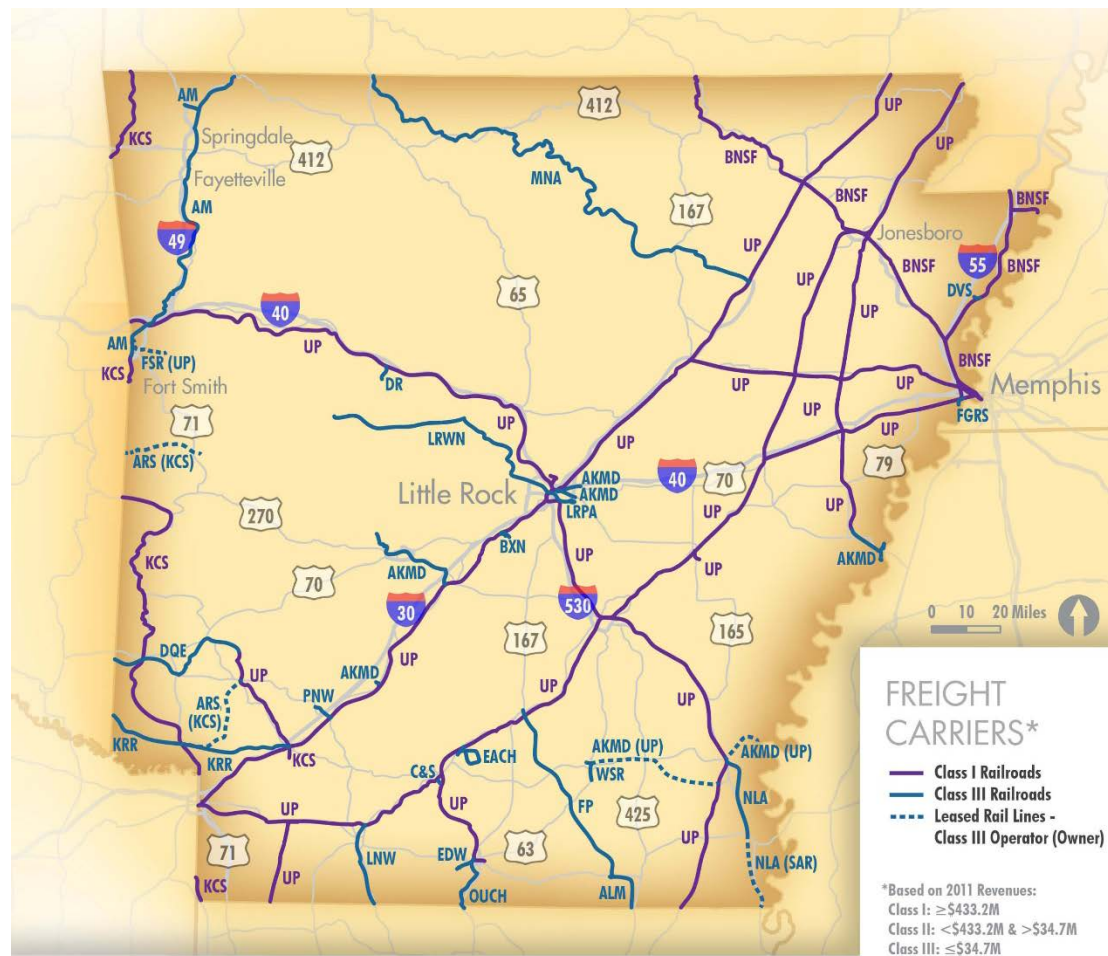 AM
KCS
Springdale
412
Fayetteville
AM
49
412
MNA
412
167
65
UP
UP
BNSF
BNSF
UP
UP
Jonesboro
BNSF
BNSF
55
BNSF
DVS
BNSF
Memphis
FGRS
40
UP
AM
FSR (UP)
KCS
Fort Smith
DR
71
ARS (KCS)
LRWN
UP
UP
UP
UP
UP
UP
UP
Little Rock
AKMD
AKMD
LRPA
40
70
79
UP
270
BXN
UP
UP
UP
AKMD
KCS
70
AKMD
30
530
0 10 20 Miles
167
165
DQE
UP
ARS
(KCS)
AKMD
UP
PNW
UP
UP
KRR
KRR
KCS
EACH
C&S
AKMD (UP)
WSR
AKMD (UP)
NLA
UP
UP
FP
425
UP
71
63
KCS
UP
LNW
EDW
OUCH
ALM
NLA (SAR)
FREIGHT
CARRIERS*
Class I Railroads
Class III Railroads
Leased Rail Lines -
Class III Operator (Owner)
*Based on 2011 Revenues:
Class I: ≥$433.2M
Class II: <$433.2M & >$34.7M
Class III: ≤$34.7M